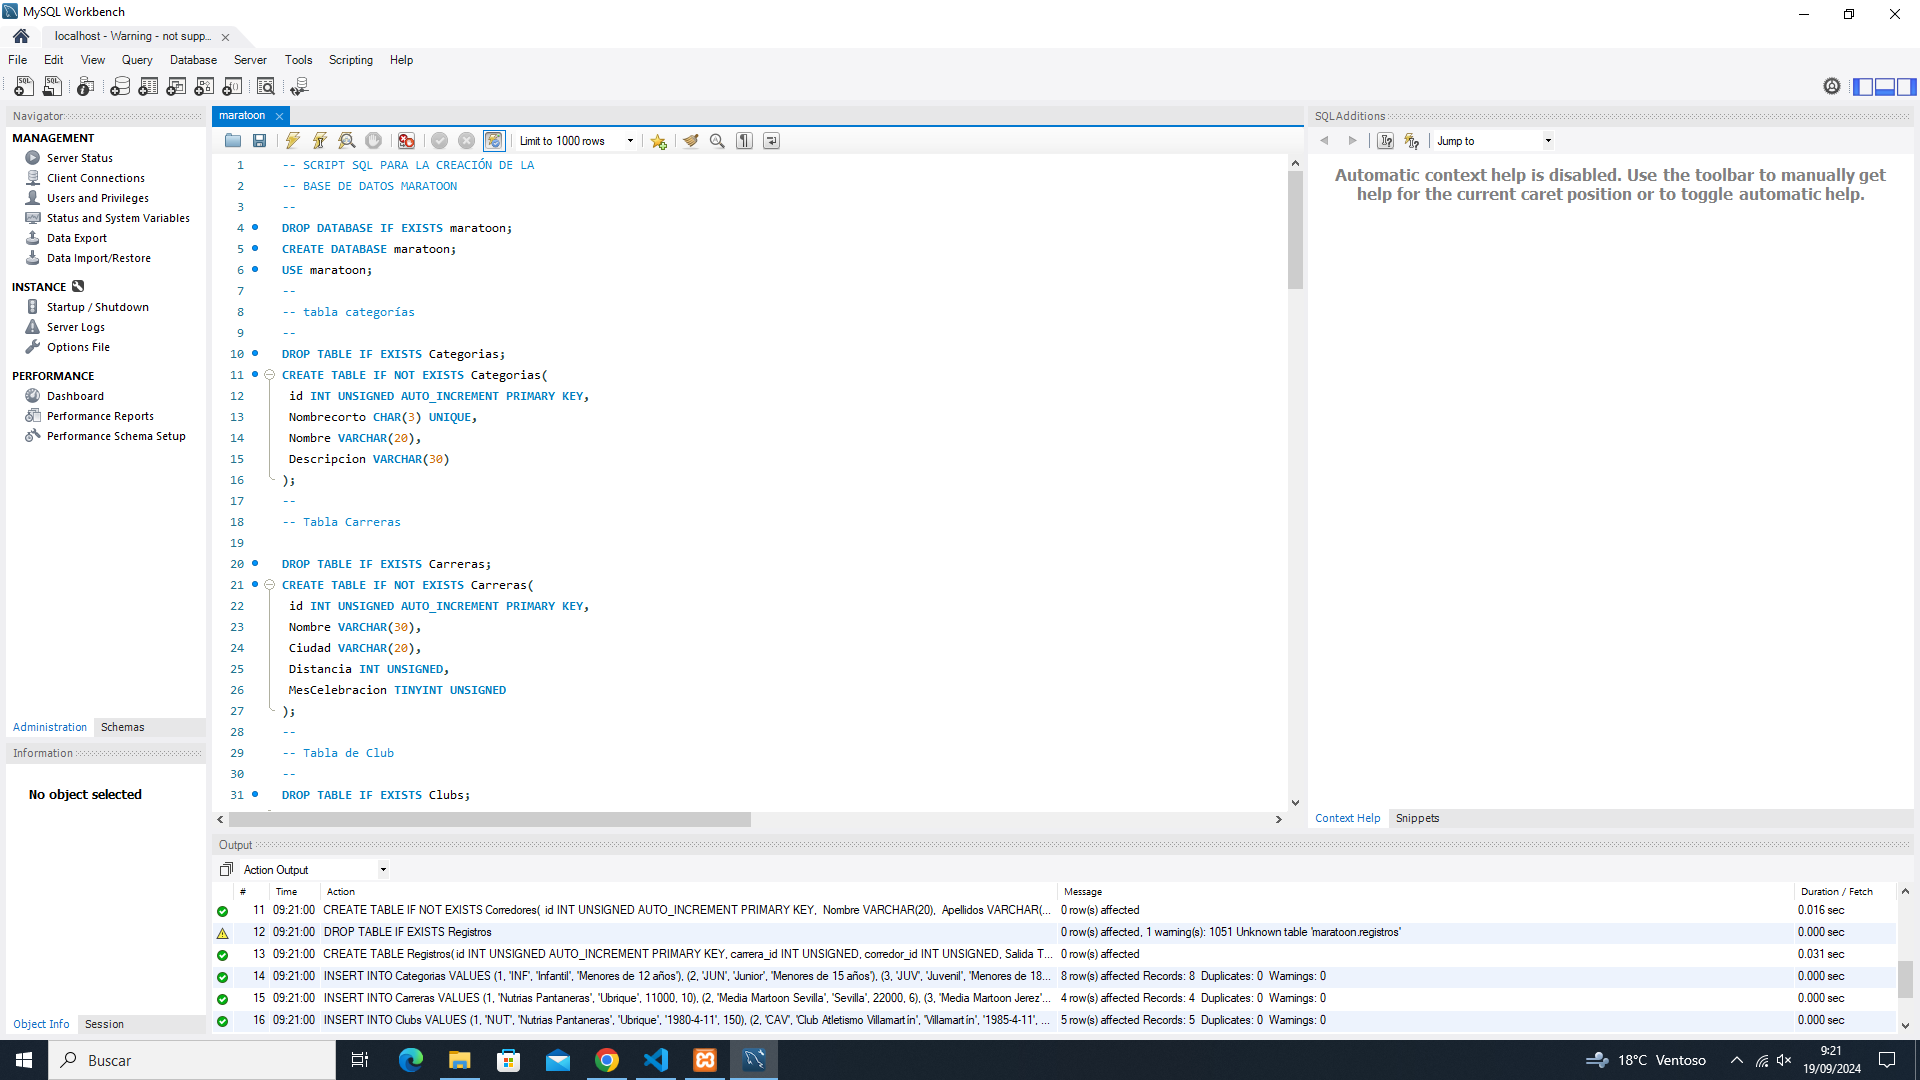 MySQL Workbench
localhost - Warning - not supp...
File Edit View Query Database Server Tools Scripting Help
Navigator
MANAGEMENT
Server Status
Client Connections
Users and Privileges
Status and System Variables
Data Export
Data Import/Restore
INSTANCE
Startup / Shutdown
Server Logs
Options File
PERFORMANCE
Dashboard
Performance Reports
Performance Schema Setup
Administration Schemas
Information
No object selected
Object Info Session
maratoon
Limit to 1000 rows
1 -- SCRIPT SQL PARA LA CREACIÓN DE LA
2 -- BASE DE DATOS MARATOON
3 --
4 DROP DATABASE IF EXISTS maratoon;
5 CREATE DATABASE maratoon;
6 USE maratoon;
7 --
8 -- tabla categorías
9 --
10 DROP TABLE IF EXISTS Categorias;
11 CREATE TABLE IF NOT EXISTS Categorias(
12 id INT UNSIGNED AUTO_INCREMENT PRIMARY KEY,
13 Nombrecorto CHAR(3) UNIQUE,
14 Nombre VARCHAR(20),
15 Descripcion VARCHAR(30)
16 );
17 --
18 -- Tabla Carreras
19
20 DROP TABLE IF EXISTS Carreras;
21 CREATE TABLE IF NOT EXISTS Carreras(
22 id INT UNSIGNED AUTO_INCREMENT PRIMARY KEY,
23 Nombre VARCHAR(30),
24 Ciudad VARCHAR(20),
25 Distancia INT UNSIGNED,
26 MesCelebracion TINYINT UNSIGNED
27 );
28 --
29 -- Tabla de Club
30 --
31 DROP TABLE IF EXISTS Clubs;
SQLAdditions
Jump to
Automatic context help is disabled. Use the toolbar to manually get
help for the current caret position or to toggle automatic help.
Context Help Snippets
Output
Action Output
# Time Action Message Duration / Fetch
11 09:21:00 CREATE TABLE IF NOT EXISTS Corredores( id INT UNSIGNED AUTO_INCREMENT PRIMARY KEY, Nombre VARCHAR(20), Apellidos VARCHAR(... 0 row(s) affected 0.016 sec
12 09:21:00 DROP TABLE IF EXISTS Registros 0 row(s) affected, 1 warning(s): 1051 Unknown table 'maratoon.registros' 0.000 sec
13 09:21:00 CREATE TABLE Registros( id INT UNSIGNED AUTO_INCREMENT PRIMARY KEY, carrera_id INT UNSIGNED, corredor_id INT UNSIGNED, Salida T... 0 row(s) affected 0.031 sec
14 09:21:00 INSERT INTO Categorias VALUES (1, 'INF', 'Infantil', 'Menores de 12 años'), (2, 'JUN', 'Junior', 'Menores de 15 años'), (3, 'JUV', 'Juvenil', 'Menores de 18... 8 row(s) affected Records: 8 Duplicates: 0 Warnings: 0 0.000 sec
15 09:21:00 INSERT INTO Carreras VALUES (1, 'Nutrias Pantaneras', 'Ubrique', 11000, 10), (2, 'Media Martoon Sevilla', 'Sevilla', 22000, 6), (3, 'Media Martoon Jerez'... 4 row(s) affected Records: 4 Duplicates: 0 Warnings: 0 0.000 sec
16 09:21:00 INSERT INTO Clubs VALUES (1, 'NUT', 'Nutrias Pantaneras', 'Ubrique', '1980-4-11', 150), (2, 'CAV', 'Club Atletismo Villamartín', 'Villamartín', '1985-4-11', ... 5 row(s) affected Records: 5 Duplicates: 0 Warnings: 0 0.000 sec
Buscar
18°C Ventoso
9:21
19/09/2024